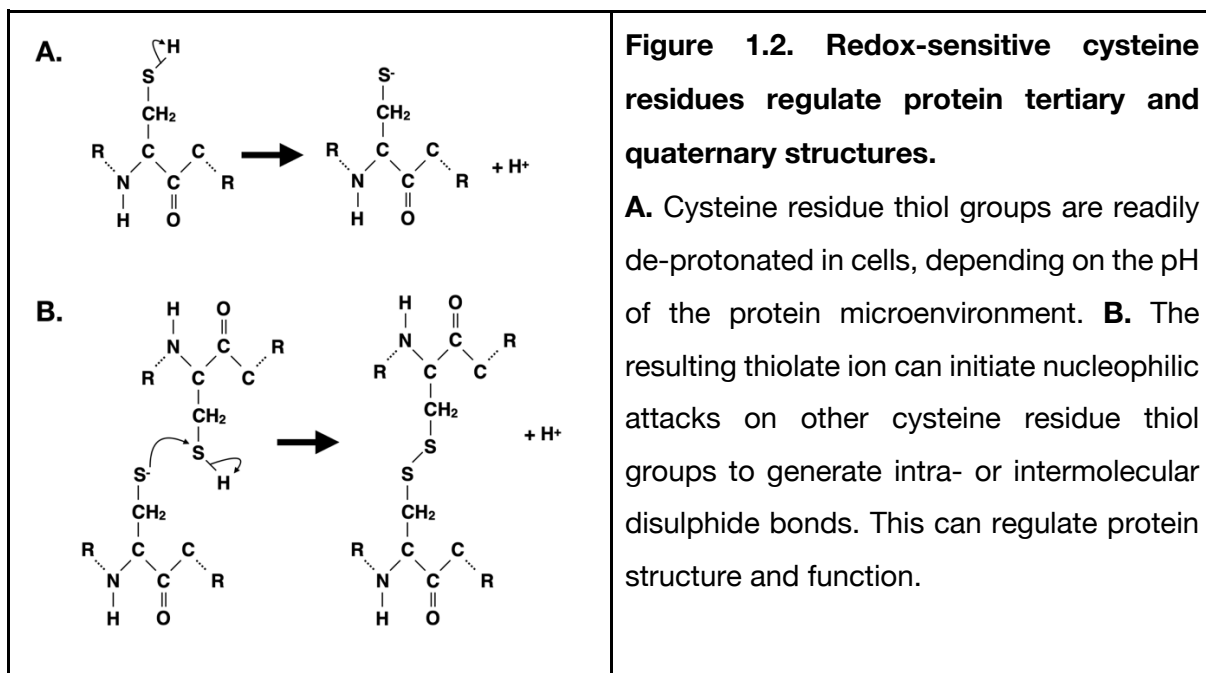 A.
H
S
CH₂
R C C
N C R
H O
S-
CH₂
R C C
N C R
H O
+ H⁺
B.
H O
N C R
R C C
CH₂
S
S- H
CH₂
R C C
N C R
H O
H O
N C R
R C C
CH₂
S
S
CH₂
R C C
N C R
H O
+ H⁺
Figure 1.2. Redox-sensitive cysteine
residues regulate protein tertiary and
quaternary structures.
A. Cysteine residue thiol groups are readily
de-protonated in cells, depending on the pH
of the protein microenvironment. B. The
resulting thiolate ion can initiate nucleophilic
attacks on other cysteine residue thiol
groups to generate intra- or intermolecular
disulphide bonds. This can regulate protein
structure and function.